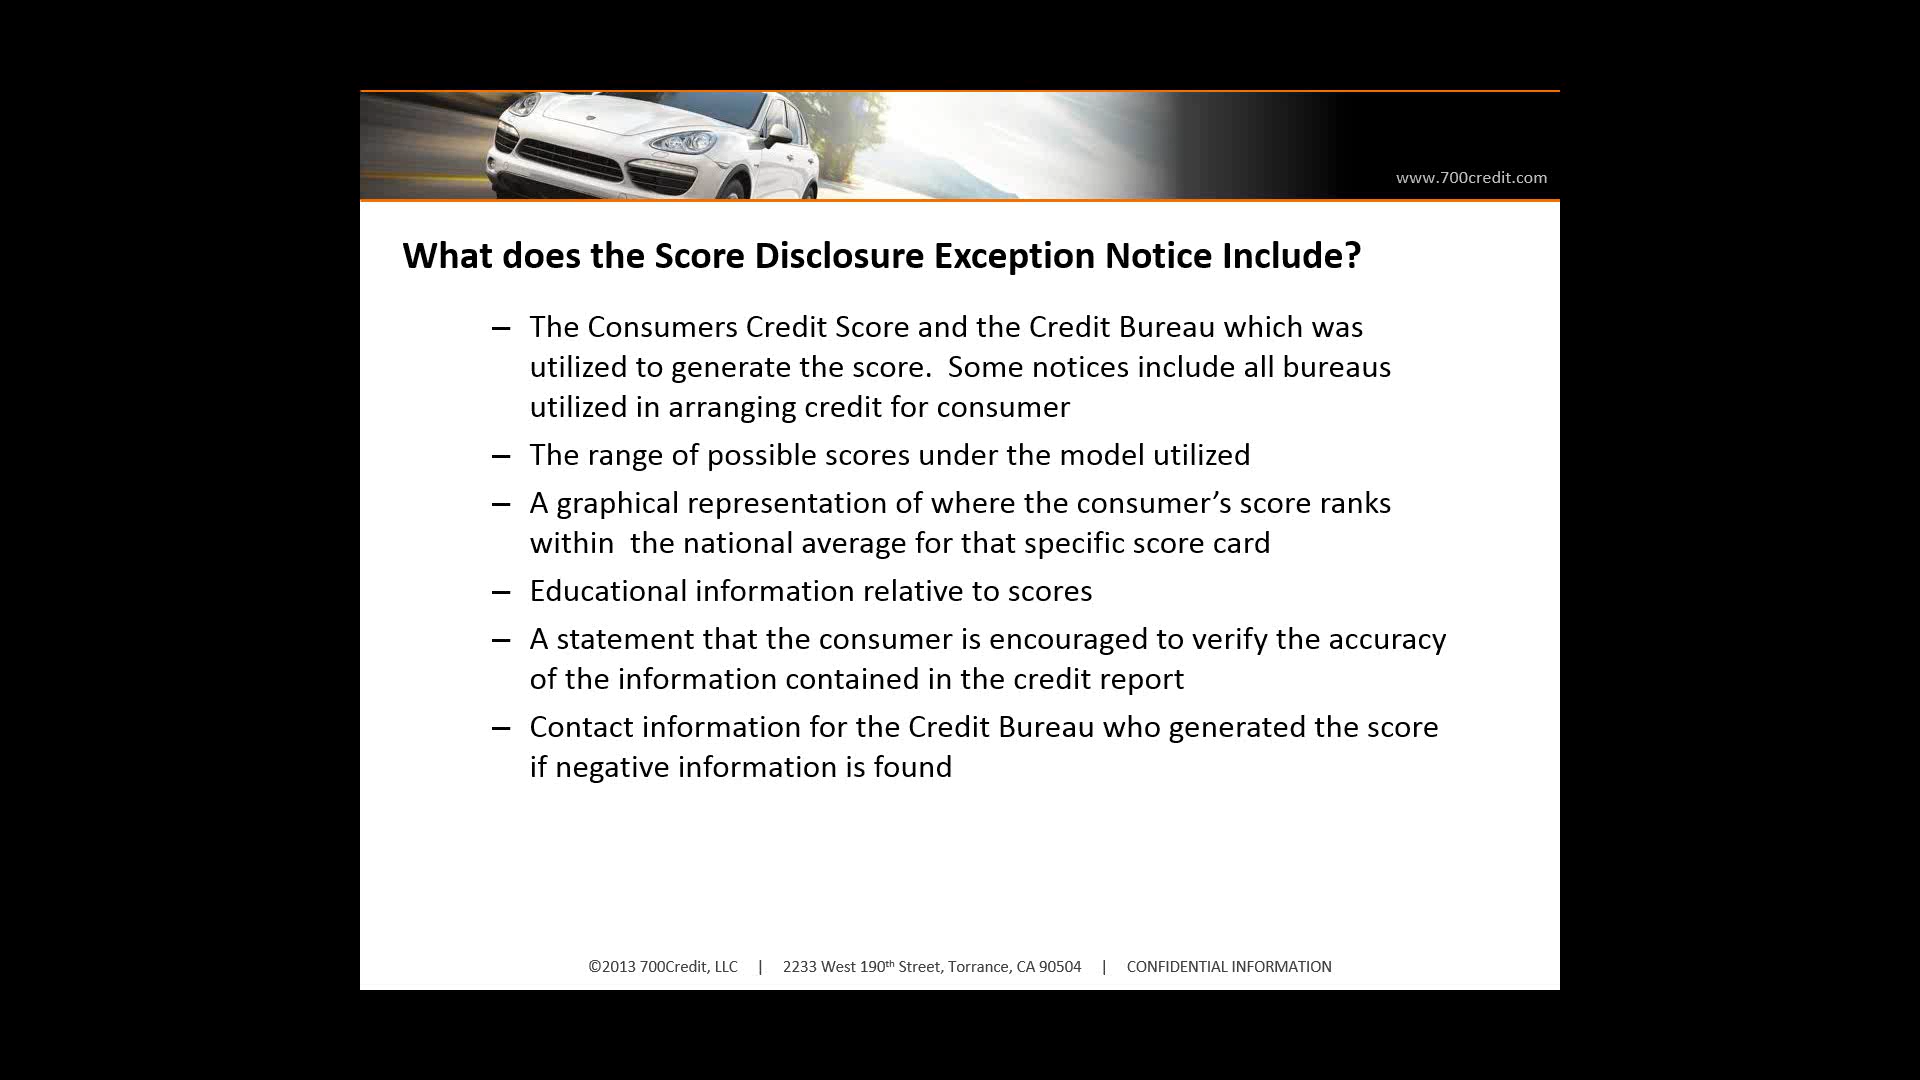 www.700credit.com
What does the Score Disclosure Exception Notice Include?
– The Consumers Credit Score and the Credit Bureau which was
utilized to generate the score.  Some notices include all bureaus
utilized in arranging credit for consumer
– The range of possible scores under the model utilized
– A graphical representation of where the consumer’s score ranks
within  the national average for that specific score card
– Educational information relative to scores
– A statement that the consumer is encouraged to verify the accuracy
of the information contained in the credit report
– Contact information for the Credit Bureau who generated the score
if negative information is found
©2013 700Credit, LLC | 2233 West 190th Street, Torrance, CA 90504 | CONFIDENTIAL INFORMATION